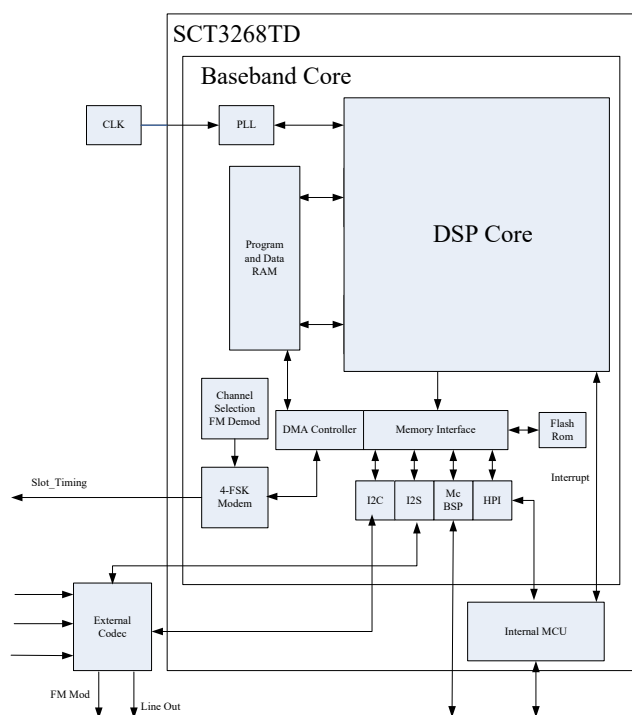 SCT3268TD
Baseband Core
CLK
PLL
DSP Core
Program
and Data
RAM
Channel
Selection
FM Demod
DMA Controller
Memory Interface
Flash
Rom
Slot_Timing
4-FSK
Modem
I2C
I2S
Mc
BSP
HPI
Interrupt
External
Codec
Internal MCU
FM Mod
Line Out